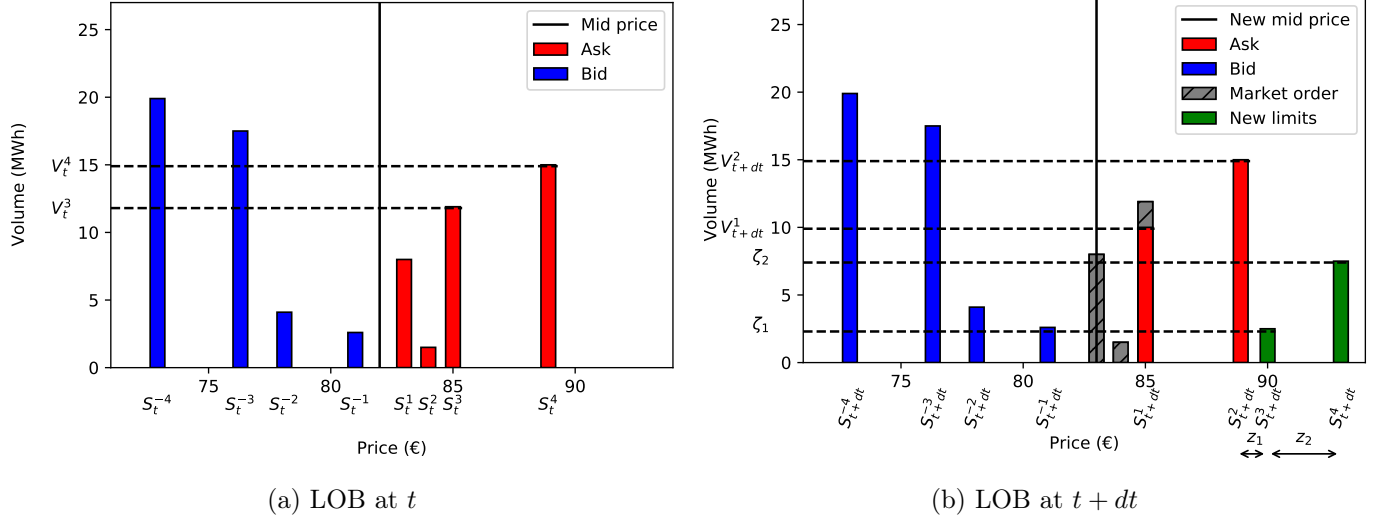 25
20
15
10
5
0
Volume (MWh)
$V_t^4$
$V_t^3$
Mid price
Ask
Bid
75 80 85 90
$S_t^{-4}$ $S_t^{-3}$ $S_t^{-2}$ $S_t^{-1}$ $S_t^1$ $S_t^2$ $S_t^3$ $S_t^4$
Price (€)
(a) LOB at $t$
25
20
15
10
5
0
Volume (MWh)
$V_{t+dt}^2$
$V_{t+dt}^1$
$\zeta_2$
$\zeta_1$
New mid price
Ask
Bid
Market order
New limits
75 80 85 90
$S_{t+dt}^{-4}$ $S_{t+dt}^{-3}$ $S_{t+dt}^{-2}$ $S_{t+dt}^{-1}$ $S_{t+dt}^1$ $S_{t+dt}^2$ $S_{t+dt}^3$ $S_{t+dt}^4$
Price (€)
$z_1$ $z_2$
(b) LOB at $t + dt$